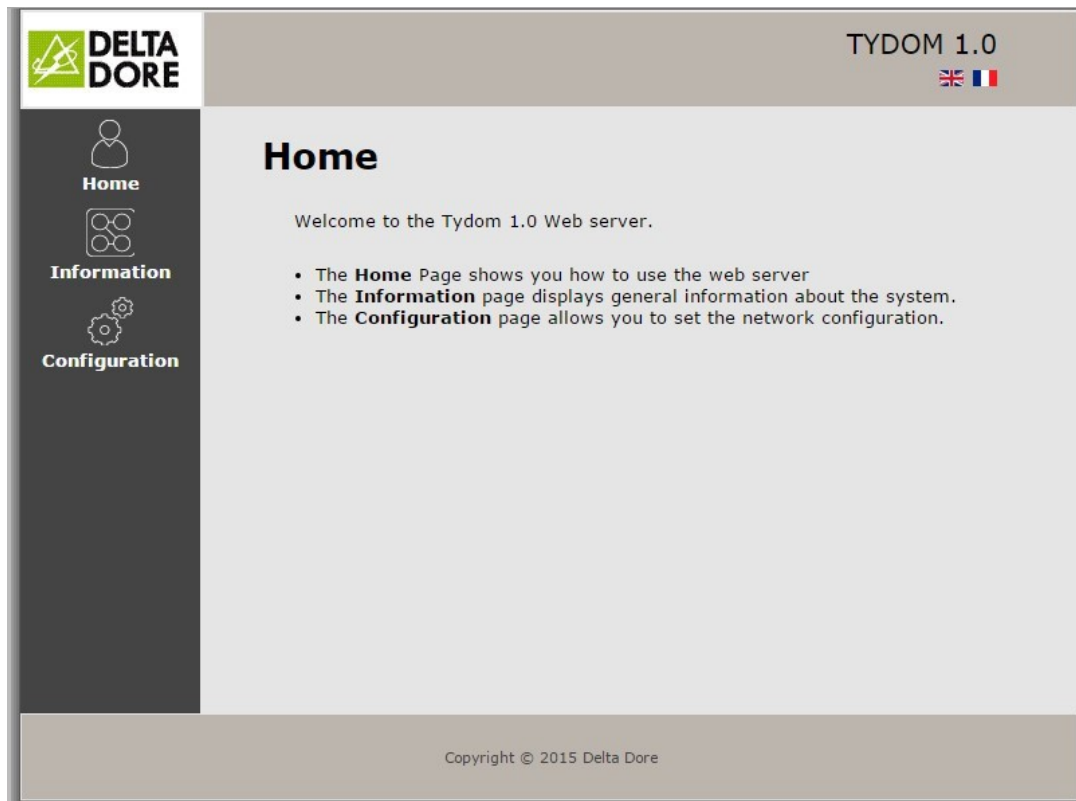 DELTA
DORE
TYDOM 1.0
Home
Information
Configuration
Home
Welcome to the Tydom 1.0 Web server.
• The Home Page shows you how to use the web server
• The Information page displays general information about the system.
• The Configuration page allows you to set the network configuration.
Copyright © 2015 Delta Dore